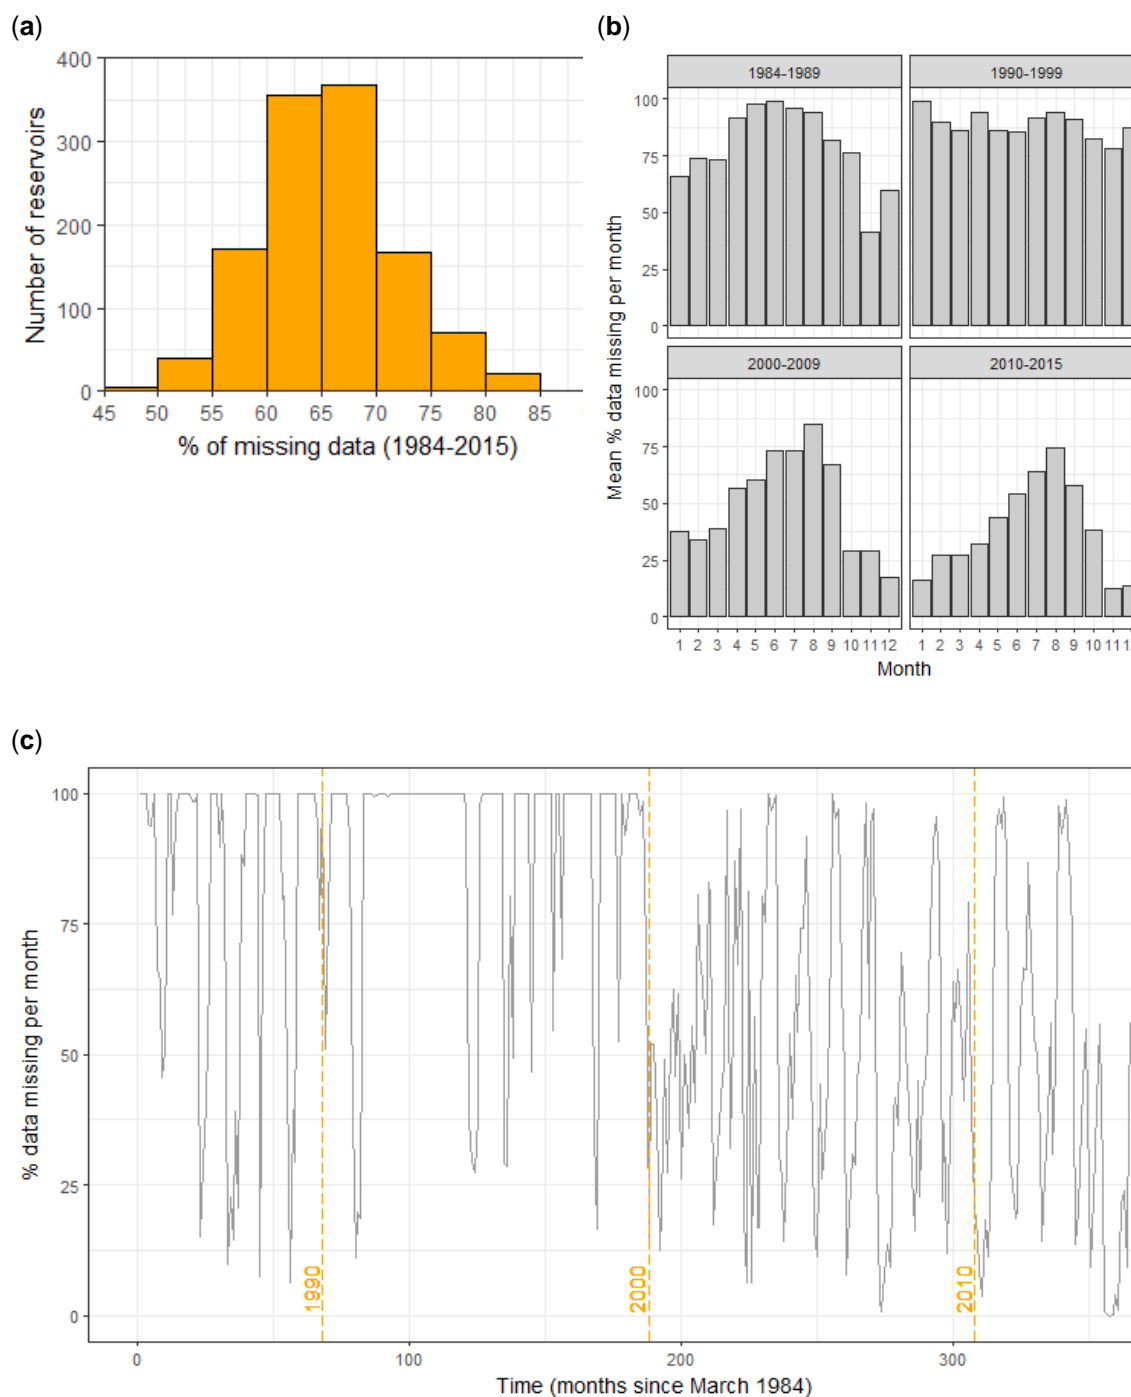 (a)
400
300
200
100
0
45 50 55 60 65 70 75 80 85
Number of reservoirs
% of missing data (1984-2015)
(b)
1984-1989 1990-1999
100
75
50
25
0
2000-2009 2010-2015
100
75
50
25
0
1 2 3 4 5 6 7 8 9 10 11 12 1 2 3 4 5 6 7 8 9 10 11 1
Mean % data missing per month
Month
(c)
100
75
50
25
0
1990 2000 2010
0 100 200 300
% data missing per month
Time (months since March 1984)